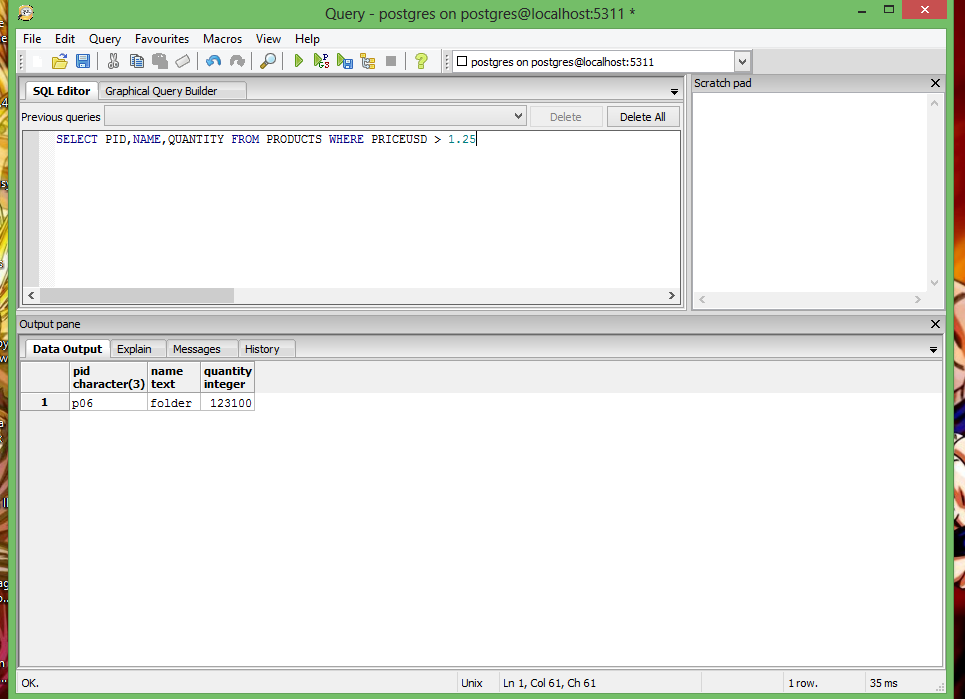 Query - postgres on postgres@localhost:5311 *
File Edit Query Favourites Macros View Help
postgres on postgres@localhost:5311
SQL Editor Graphical Query Builder
Scratch pad
Previous queries Delete Delete All
SELECT PID,NAME,QUANTITY FROM PRODUCTS WHERE PRICEUSD > 1.25
Output pane
Data Output Explain Messages History
pid name quantity
character(3) text integer
1 p06 folder 123100
OK. Unix Ln 1, Col 61, Ch 61 1 row. 35 ms